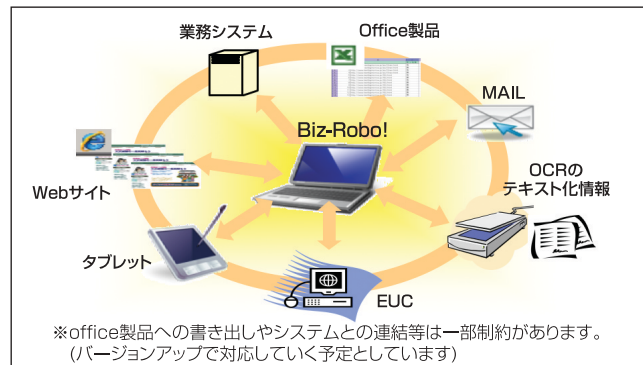 業務システム
Office製品
MAIL
Biz-Robo!
OCRの
テキスト化情報
Webサイト
タブレット
EUC
※office製品への書き出しやシステムとの連結等は一部制約があります。
(バージョンアップで対応していく予定としています)